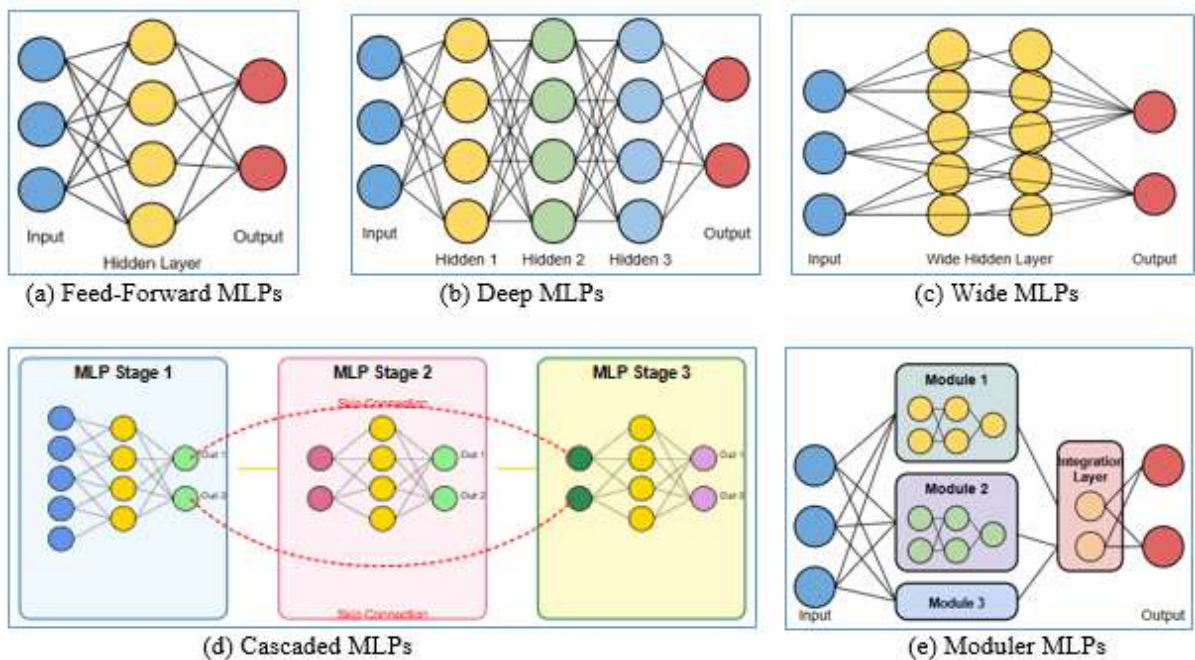 Input
Hidden Layer
Output
(a) Feed-Forward MLPs
Input
Hidden 1
Hidden 2
Hidden 3
Output
(b) Deep MLPs
Input
Wide Hidden Layer
Output
(c) Wide MLPs
MLP Stage 1
Out 1
Out 2
MLP Stage 2
Skip Connection
Out 1
Out 2
Skip Connection
MLP Stage 3
Out 1
Out 2
(d) Cascaded MLPs
Input
Module 1
Module 2
Module 3
Integration
Layer
Output
(e) Moduler MLPs